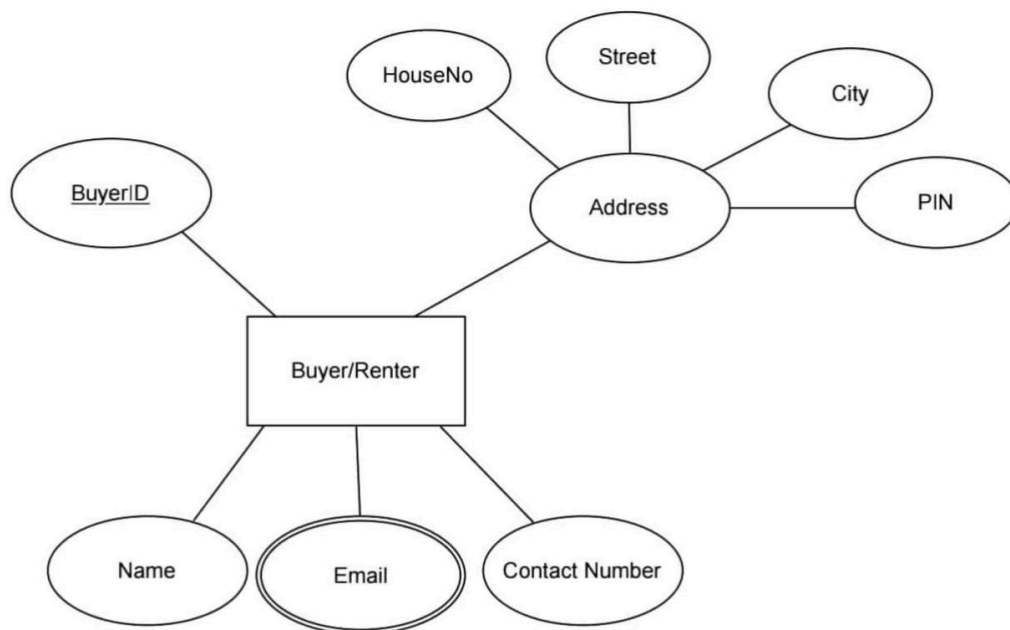 Street
HouseNo
City
BuyerID
Address
PIN
Buyer/Renter
Name
Email
Contact Number